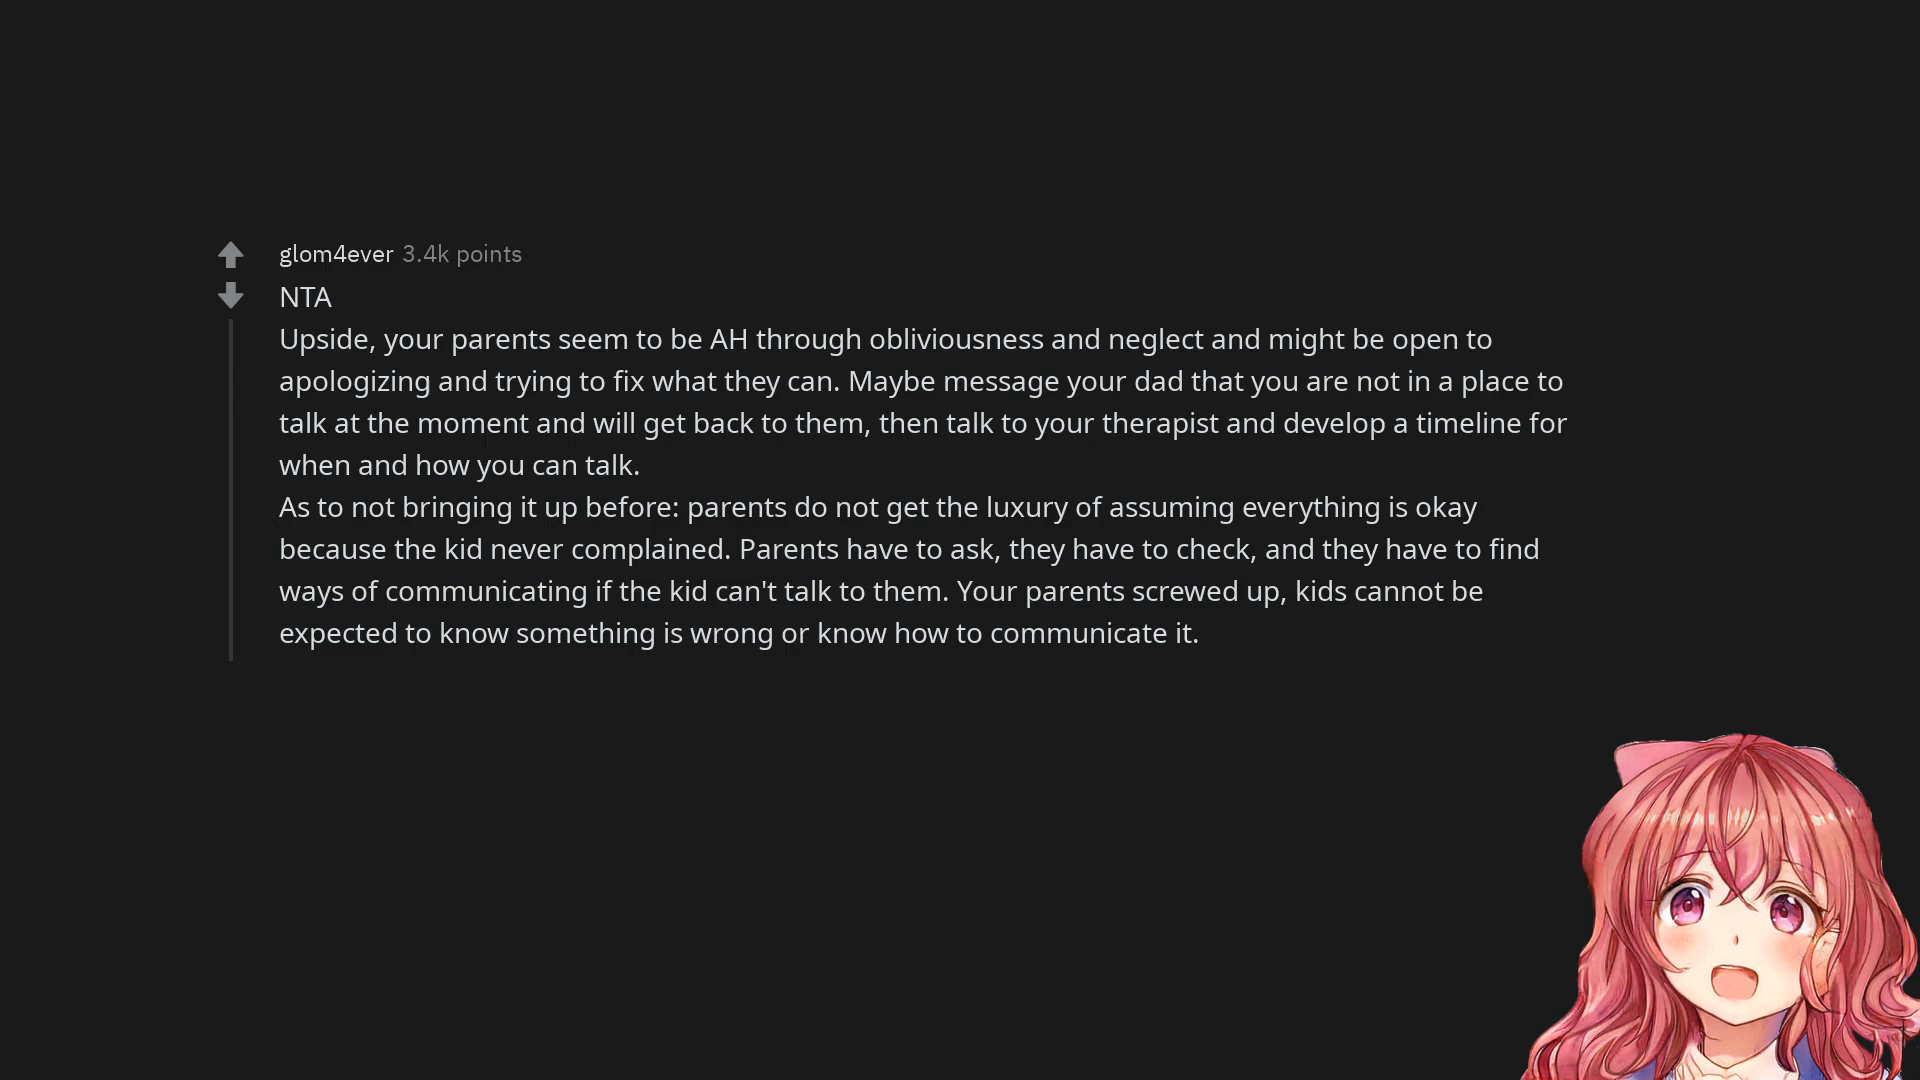 glom4ever 3.4k points
NTA
Upside, your parents seem to be AH through obliviousness and neglect and might be open to
apologizing and trying to fix what they can. Maybe message your dad that you are not in a place to
talk at the moment and will get back to them, then talk to your therapist and develop a timeline for
when and how you can talk.
As to not bringing it up before: parents do not get the luxury of assuming everything is okay
because the kid never complained. Parents have to ask, they have to check, and they have to find
ways of communicating if the kid can't talk to them. Your parents screwed up, kids cannot be
expected to know something is wrong or know how to communicate it.